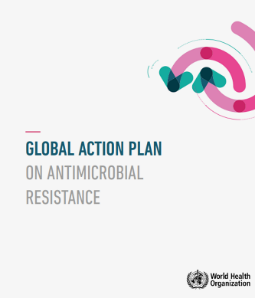 GLOBAL ACTION PLAN
ON ANTIMICROBIAL
RESISTANCE
World Health
Organization